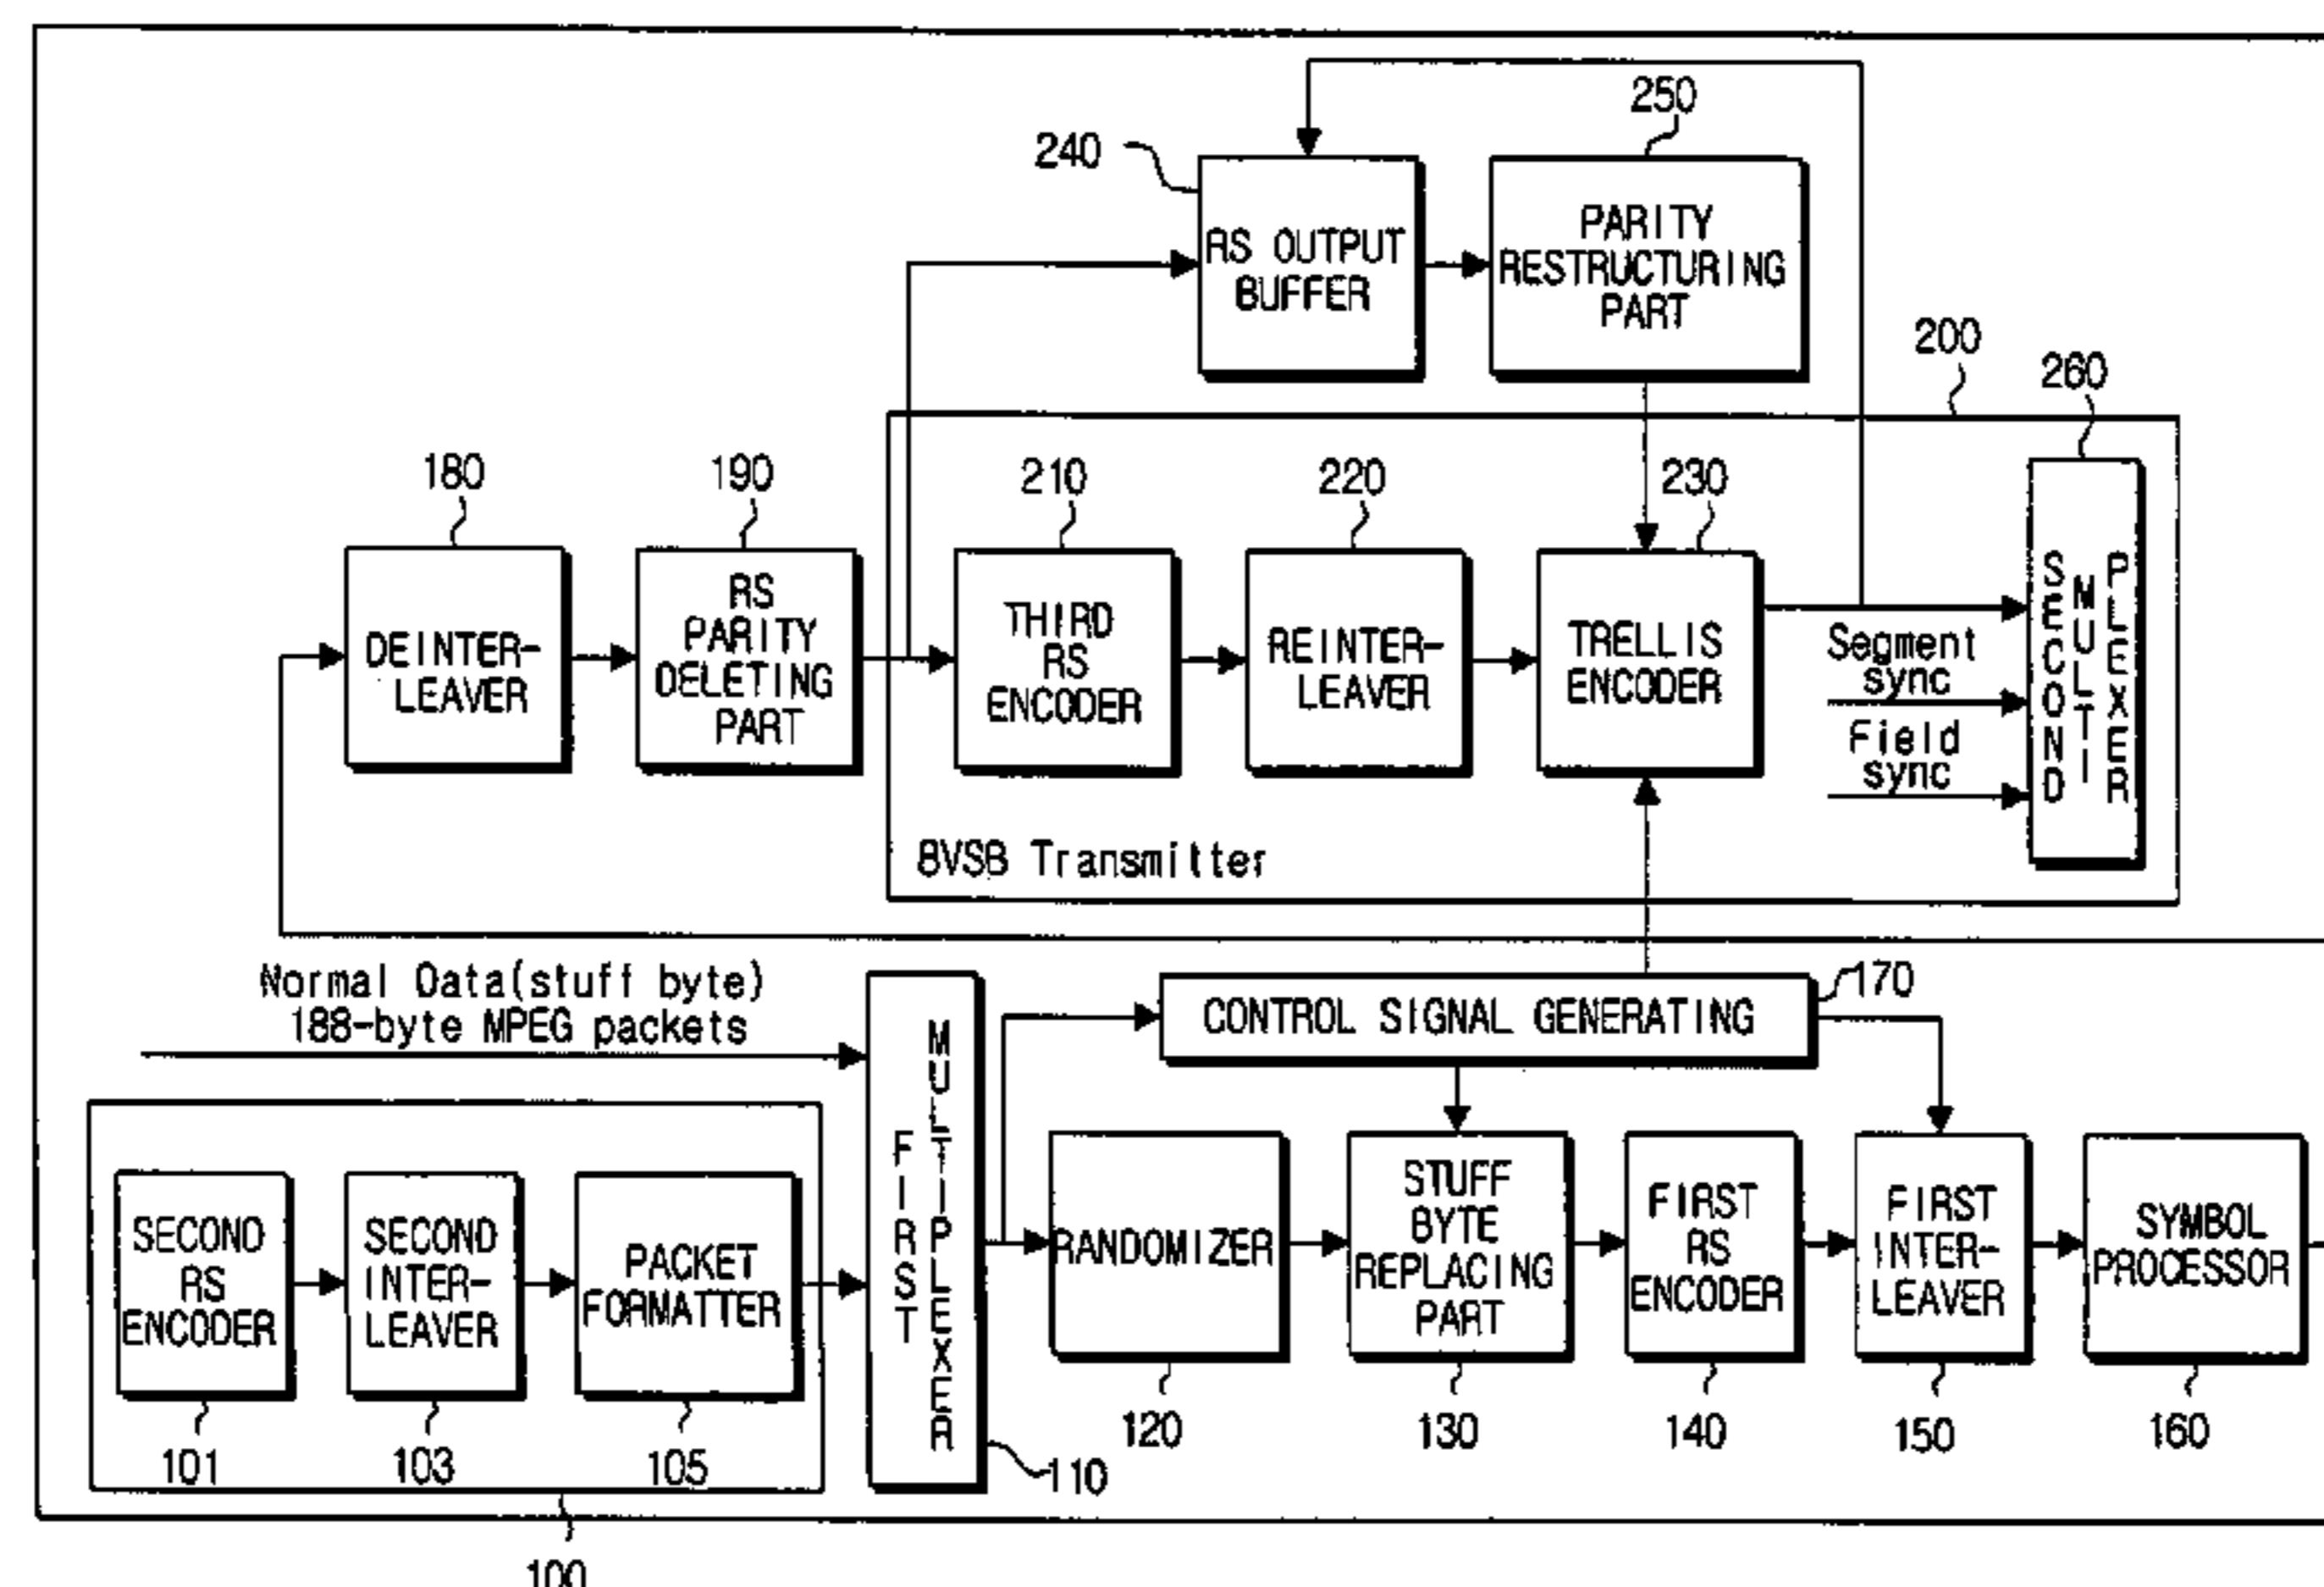 250
240
RS OUTPUT
BUFFER
PARITY
RESTRUCTURING
PART
200
260
180
190
210
220
230
DEINTER-
LEAVER
RS
PARITY
DELETING
PART
THIRD
RS
ENCODER
REINTER-
LEAVER
TRELLIS
ENCODER
Segment
sync
Field
sync
SECOND
MULTI
PLEXER
8VSB Transmitter
Normal Data(stuff byte)
188-byte MPEG packets
CONTROL SIGNAL GENERATING
170
FIRST
MULTIPLEXER
SECOND
RS
ENCODER
SECOND
INTER-
LEAVER
PACKET
FORMATTER
RANDOMIZER
STUFF
BYTE
REPLACING
PART
FIRST
RS
ENCODER
FIRST
INTER-
LEAVER
SYMBOL
PROCESSOR
101
103
105
110
120
130
140
150
160
100